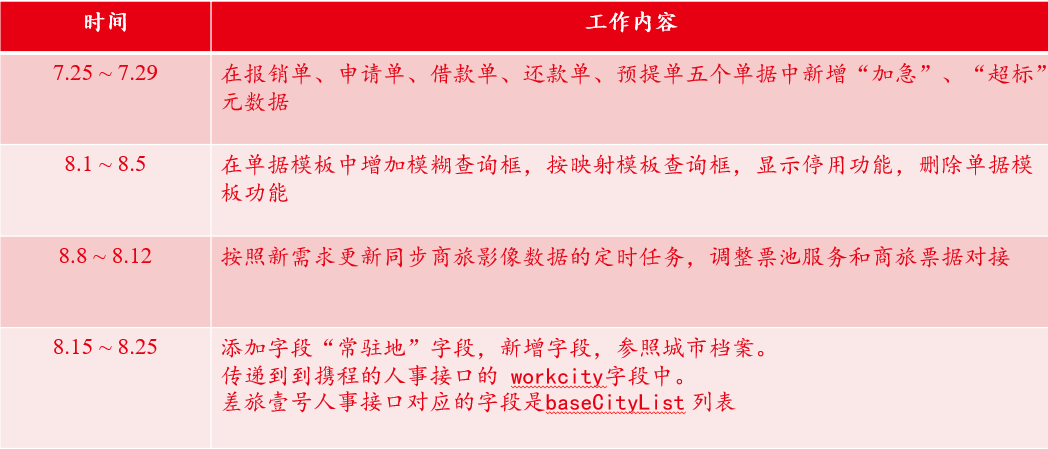 时间
工作内容
7.25 ~ 7.29
在报销单、申请单、借款单、还款单、预提单五个单据中新增“加急”、“超标”
元数据
8.1 ~ 8.5
在单据模板中增加模糊查询框，按映射模板查询框，显示停用功能，删除单据模
板功能
8.8 ~ 8.12
按照新需求更新同步商旅影像数据的定时任务，调整票池服务和商旅票据对接
8.15 ~ 8.25
添加字段“常驻地”字段，新增字段，参照城市档案。
传递到到携程的人事接口的 workcity字段中。
差旅壹号人事接口对应的字段是baseCityList 列表